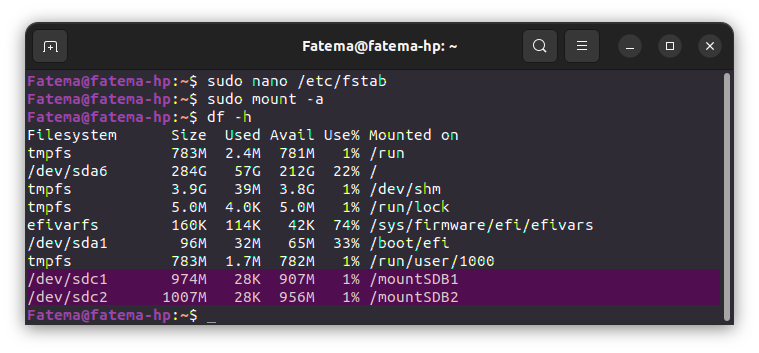 Fatema@fatema-hp: ~
Fatema@fatema-hp:~$ sudo nano /etc/fstab
Fatema@fatema-hp:~$ sudo mount -a
Fatema@fatema-hp:~$ df -h
Filesystem      Size  Used Avail Use% Mounted on
tmpfs           783M  2.4M  781M   1% /run
/dev/sda6       284G   57G  212G  22% /
tmpfs           3.9G   39M  3.8G   1% /dev/shm
tmpfs           5.0M  4.0K  5.0M   1% /run/lock
efivarfs        160K  114K   42K  74% /sys/firmware/efi/efivars
/dev/sda1        96M   32M   65M  33% /boot/efi
tmpfs           783M  1.7M  782M   1% /run/user/1000
/dev/sdc1       974M   28K  907M   1% /mountSDB1
/dev/sdc2      1007M   28K  956M   1% /mountSDB2
Fatema@fatema-hp:~$ _